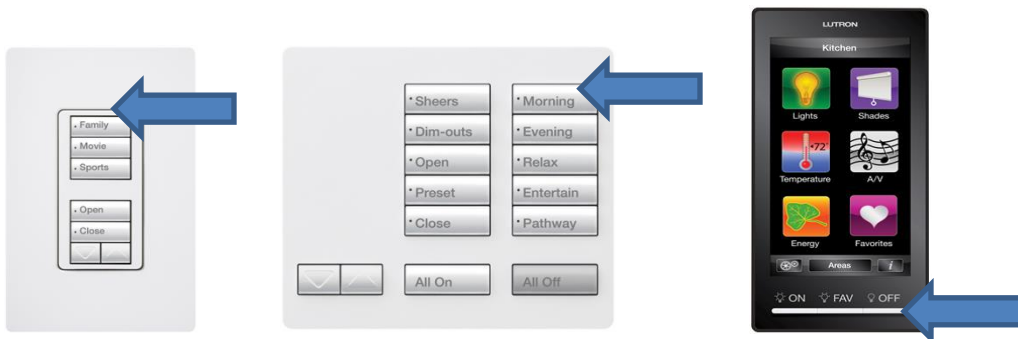 Family
Movie
Sports
Open
Close
Sheers
Morning
Dim-outs
Evening
Open
Relax
Preset
Entertain
Close
Pathway
All On
All Off
LUTRON
Kitchen
Lights
Shades
72°
Temperature
A/V
Energy
Favorites
Areas
i
ON
FAV
OFF